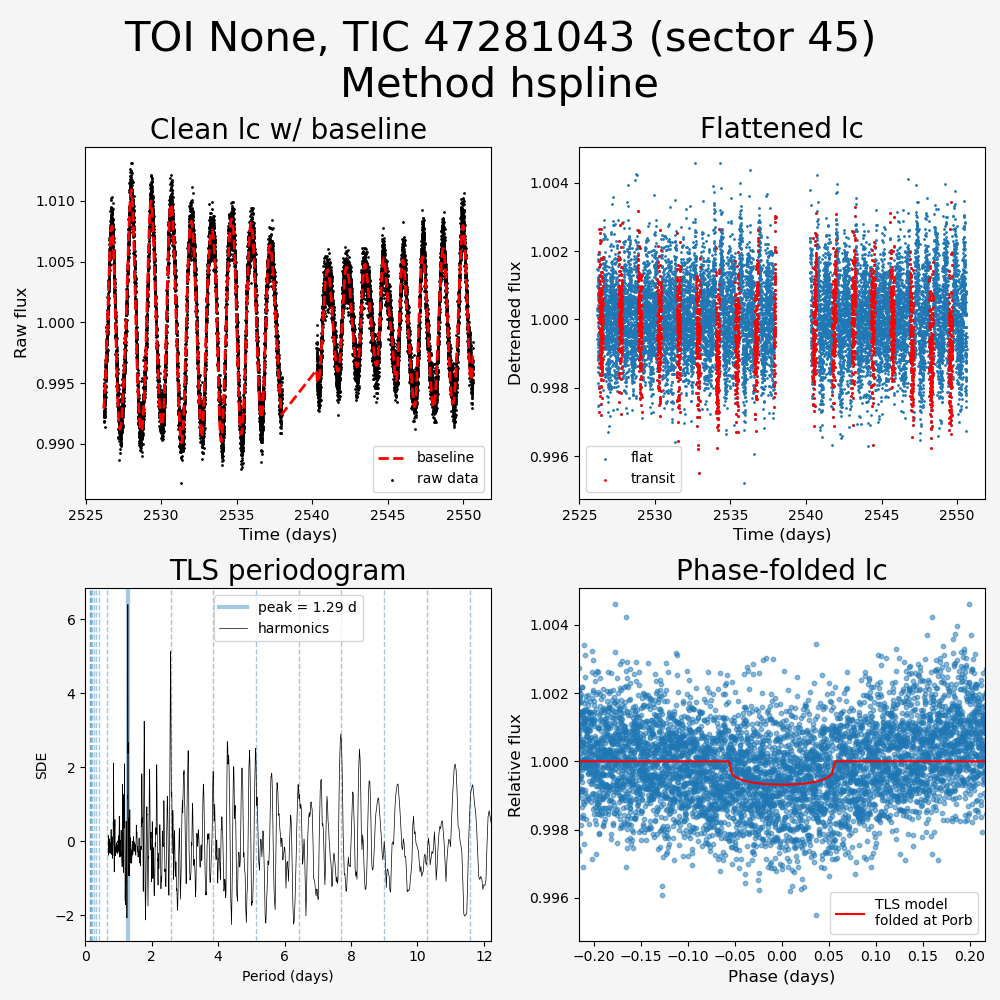 TOI None, TIC 47281043 (sector 45)
Method hspline
Clean lc w/ baseline
Raw flux
1.010
1.005
1.000
0.995
0.990
2525 2530 2535 2540 2545 2550
Time (days)
baseline
raw data
Flattened lc
Detrended flux
1.004
1.002
1.000
0.998
0.996
2525 2530 2535 2540 2545 2550
Time (days)
flat
transit
TLS periodogram
SDE
6
4
2
0
−2
0 2 4 6 8 10 12
Period (days)
peak = 1.29 d
harmonics
Phase-folded lc
Relative flux
1.004
1.002
1.000
0.998
0.996
−0.20 −0.15 −0.10 −0.05 0.00 0.05 0.10 0.15 0.20
Phase (days)
TLS model
folded at Porb